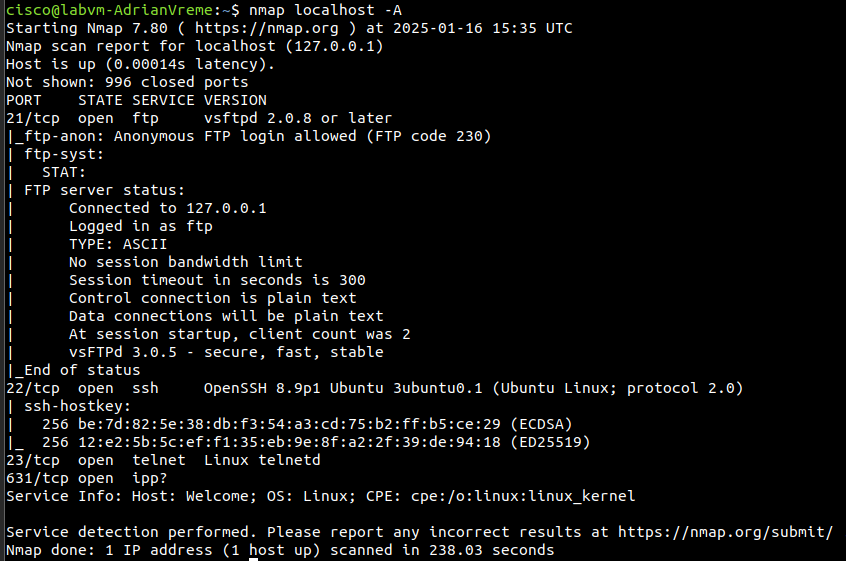 cisco@labvm-AdrianVreme:~$ nmap localhost -A
Starting Nmap 7.80 ( https://nmap.org ) at 2025-01-16 15:35 UTC
Nmap scan report for localhost (127.0.0.1)
Host is up (0.00014s latency).
Not shown: 996 closed ports
PORT    STATE SERVICE VERSION
21/tcp  open  ftp     vsftpd 2.0.8 or later
|_ftp-anon: Anonymous FTP login allowed (FTP code 230)
| ftp-syst:
|   STAT:
| FTP server status:
|      Connected to 127.0.0.1
|      Logged in as ftp
|      TYPE: ASCII
|      No session bandwidth limit
|      Session timeout in seconds is 300
|      Control connection is plain text
|      Data connections will be plain text
|      At session startup, client count was 2
|      vsFTPd 3.0.5 - secure, fast, stable
|_End of status
22/tcp  open  ssh     OpenSSH 8.9p1 Ubuntu 3ubuntu0.1 (Ubuntu Linux; protocol 2.0)
| ssh-hostkey:
|   256 be:7d:82:5e:38:db:f3:54:a3:cd:75:b2:ff:b5:ce:29 (ECDSA)
|_  256 12:e2:5b:5c:ef:f1:35:eb:9e:8f:a2:2f:39:de:94:18 (ED25519)
23/tcp  open  telnet  Linux telnetd
631/tcp open  ipp?
Service Info: Host: Welcome; OS: Linux; CPE: cpe:/o:linux:linux_kernel

Service detection performed. Please report any incorrect results at https://nmap.org/submit/
Nmap done: 1 IP address (1 host up) scanned in 238.03 seconds